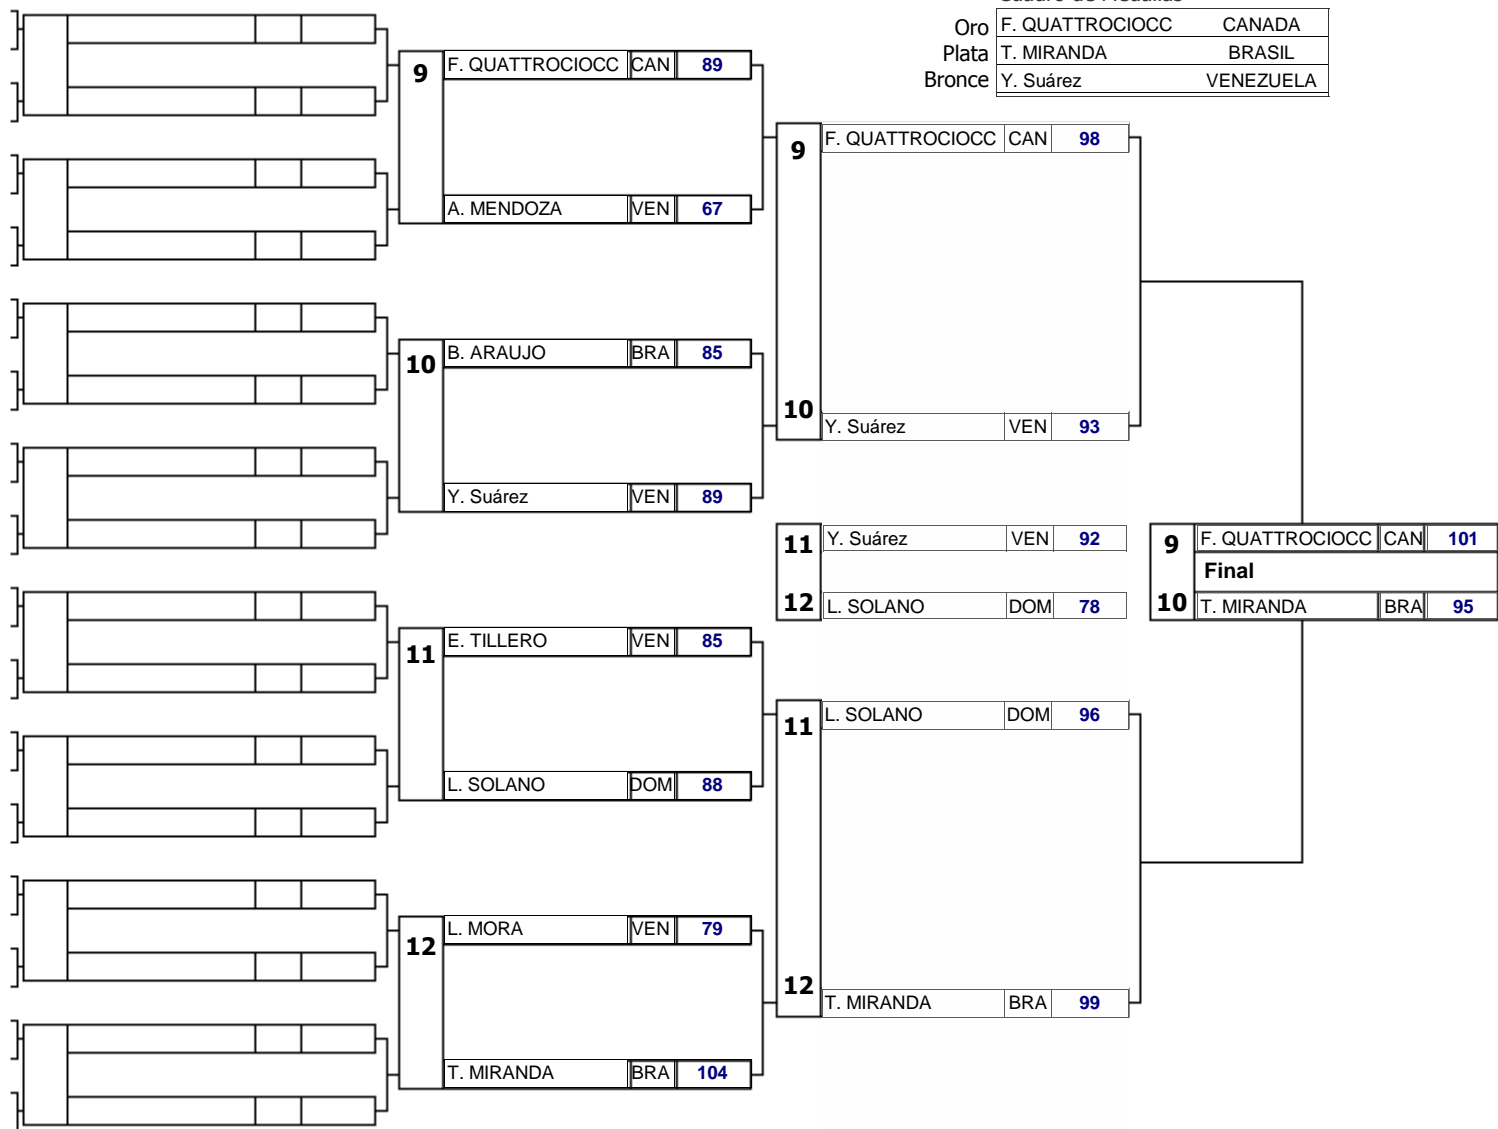 Oro F. QUATTROCIOCC CANADA
Plata T. MIRANDA BRASIL
Bronce Y. Suárez VENEZUELA
9 F. QUATTROCIOCC CAN 89
A. MENDOZA VEN 67
10 B. ARAUJO BRA 85
Y. Suárez VEN 89
11 E. TILLERO VEN 85
L. SOLANO DOM 88
12 L. MORA VEN 79
T. MIRANDA BRA 104
9 F. QUATTROCIOCC CAN 98
10 Y. Suárez VEN 93
11 Y. Suárez VEN 92
12 L. SOLANO DOM 78
11 L. SOLANO DOM 96
12 T. MIRANDA BRA 99
9 F. QUATTROCIOCC CAN 101
Final
10 T. MIRANDA BRA 95